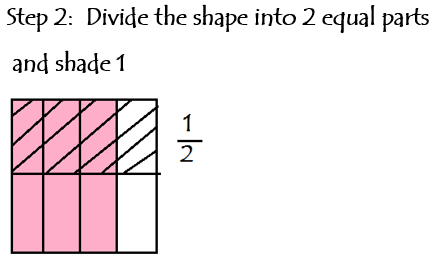 Step 2: Divide the shape into 2 equal parts
and shade 1
1
2